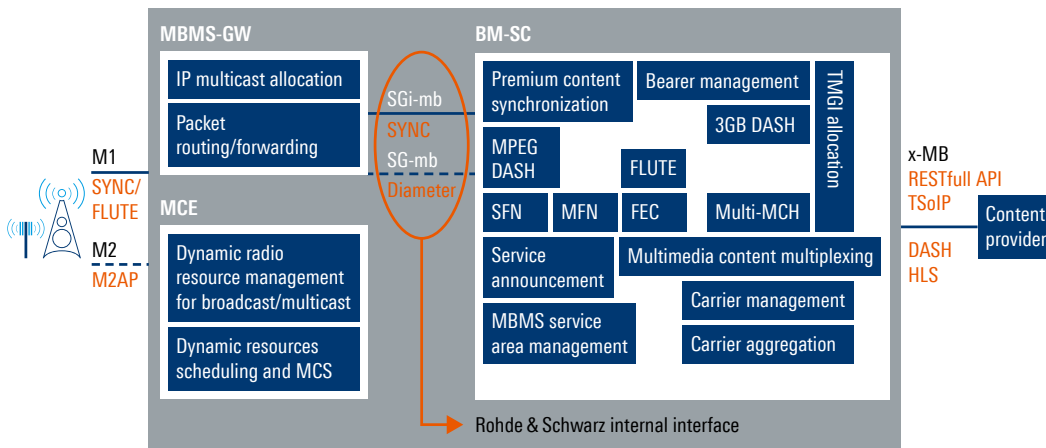 MBMS-GW
IP multicast allocation
Packet
routing/forwarding
M1
SYNC/
FLUTE
M2
M2AP
MCE
Dynamic radio
resource management
for broadcast/multicast
Dynamic resources
scheduling and MCS
SGi-mb
SYNC
SG-mb
Diameter
BM-SC
Premium content
synchronization
Bearer management
TMGI allocation
3GB DASH
MPEG
DASH
FLUTE
SFN
MFN
FEC
Multi-MCH
Service
announcement
Multimedia content multiplexing
MBMS service
area management
Carrier management
Carrier aggregation
x-MB
RESTfull API
TSoIP
DASH
HLS
Content
provider
Rohde & Schwarz internal interface